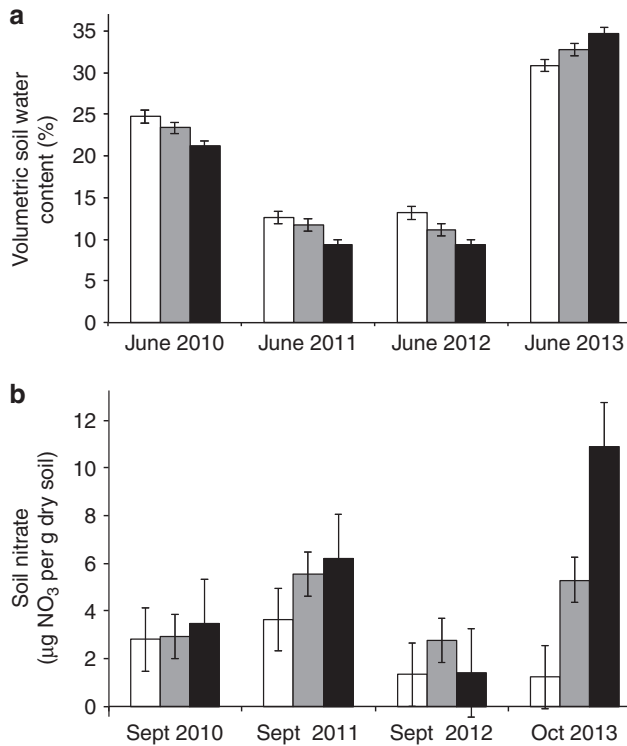 a
Volumetric soil water
content (%)
35
30
25
20
15
10
5
0
June 2010 June 2011 June 2012 June 2013
b
Soil nitrate
(µg NO₃ per g dry soil)
12
10
8
6
4
2
0
Sept 2010 Sept 2011 Sept 2012 Oct 2013